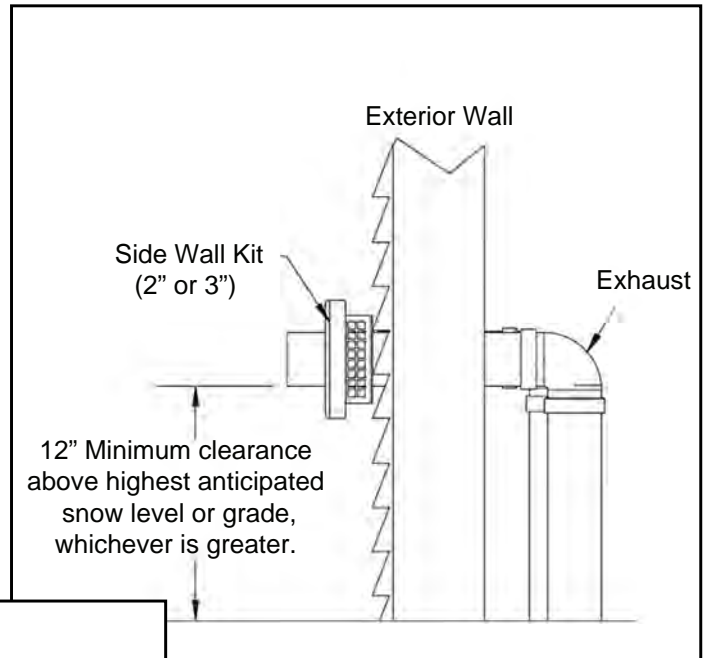 Exterior Wall
Side Wall Kit
(2” or 3”)
Exhaust
12” Minimum clearance
above highest anticipated
snow level or grade,
whichever is greater.